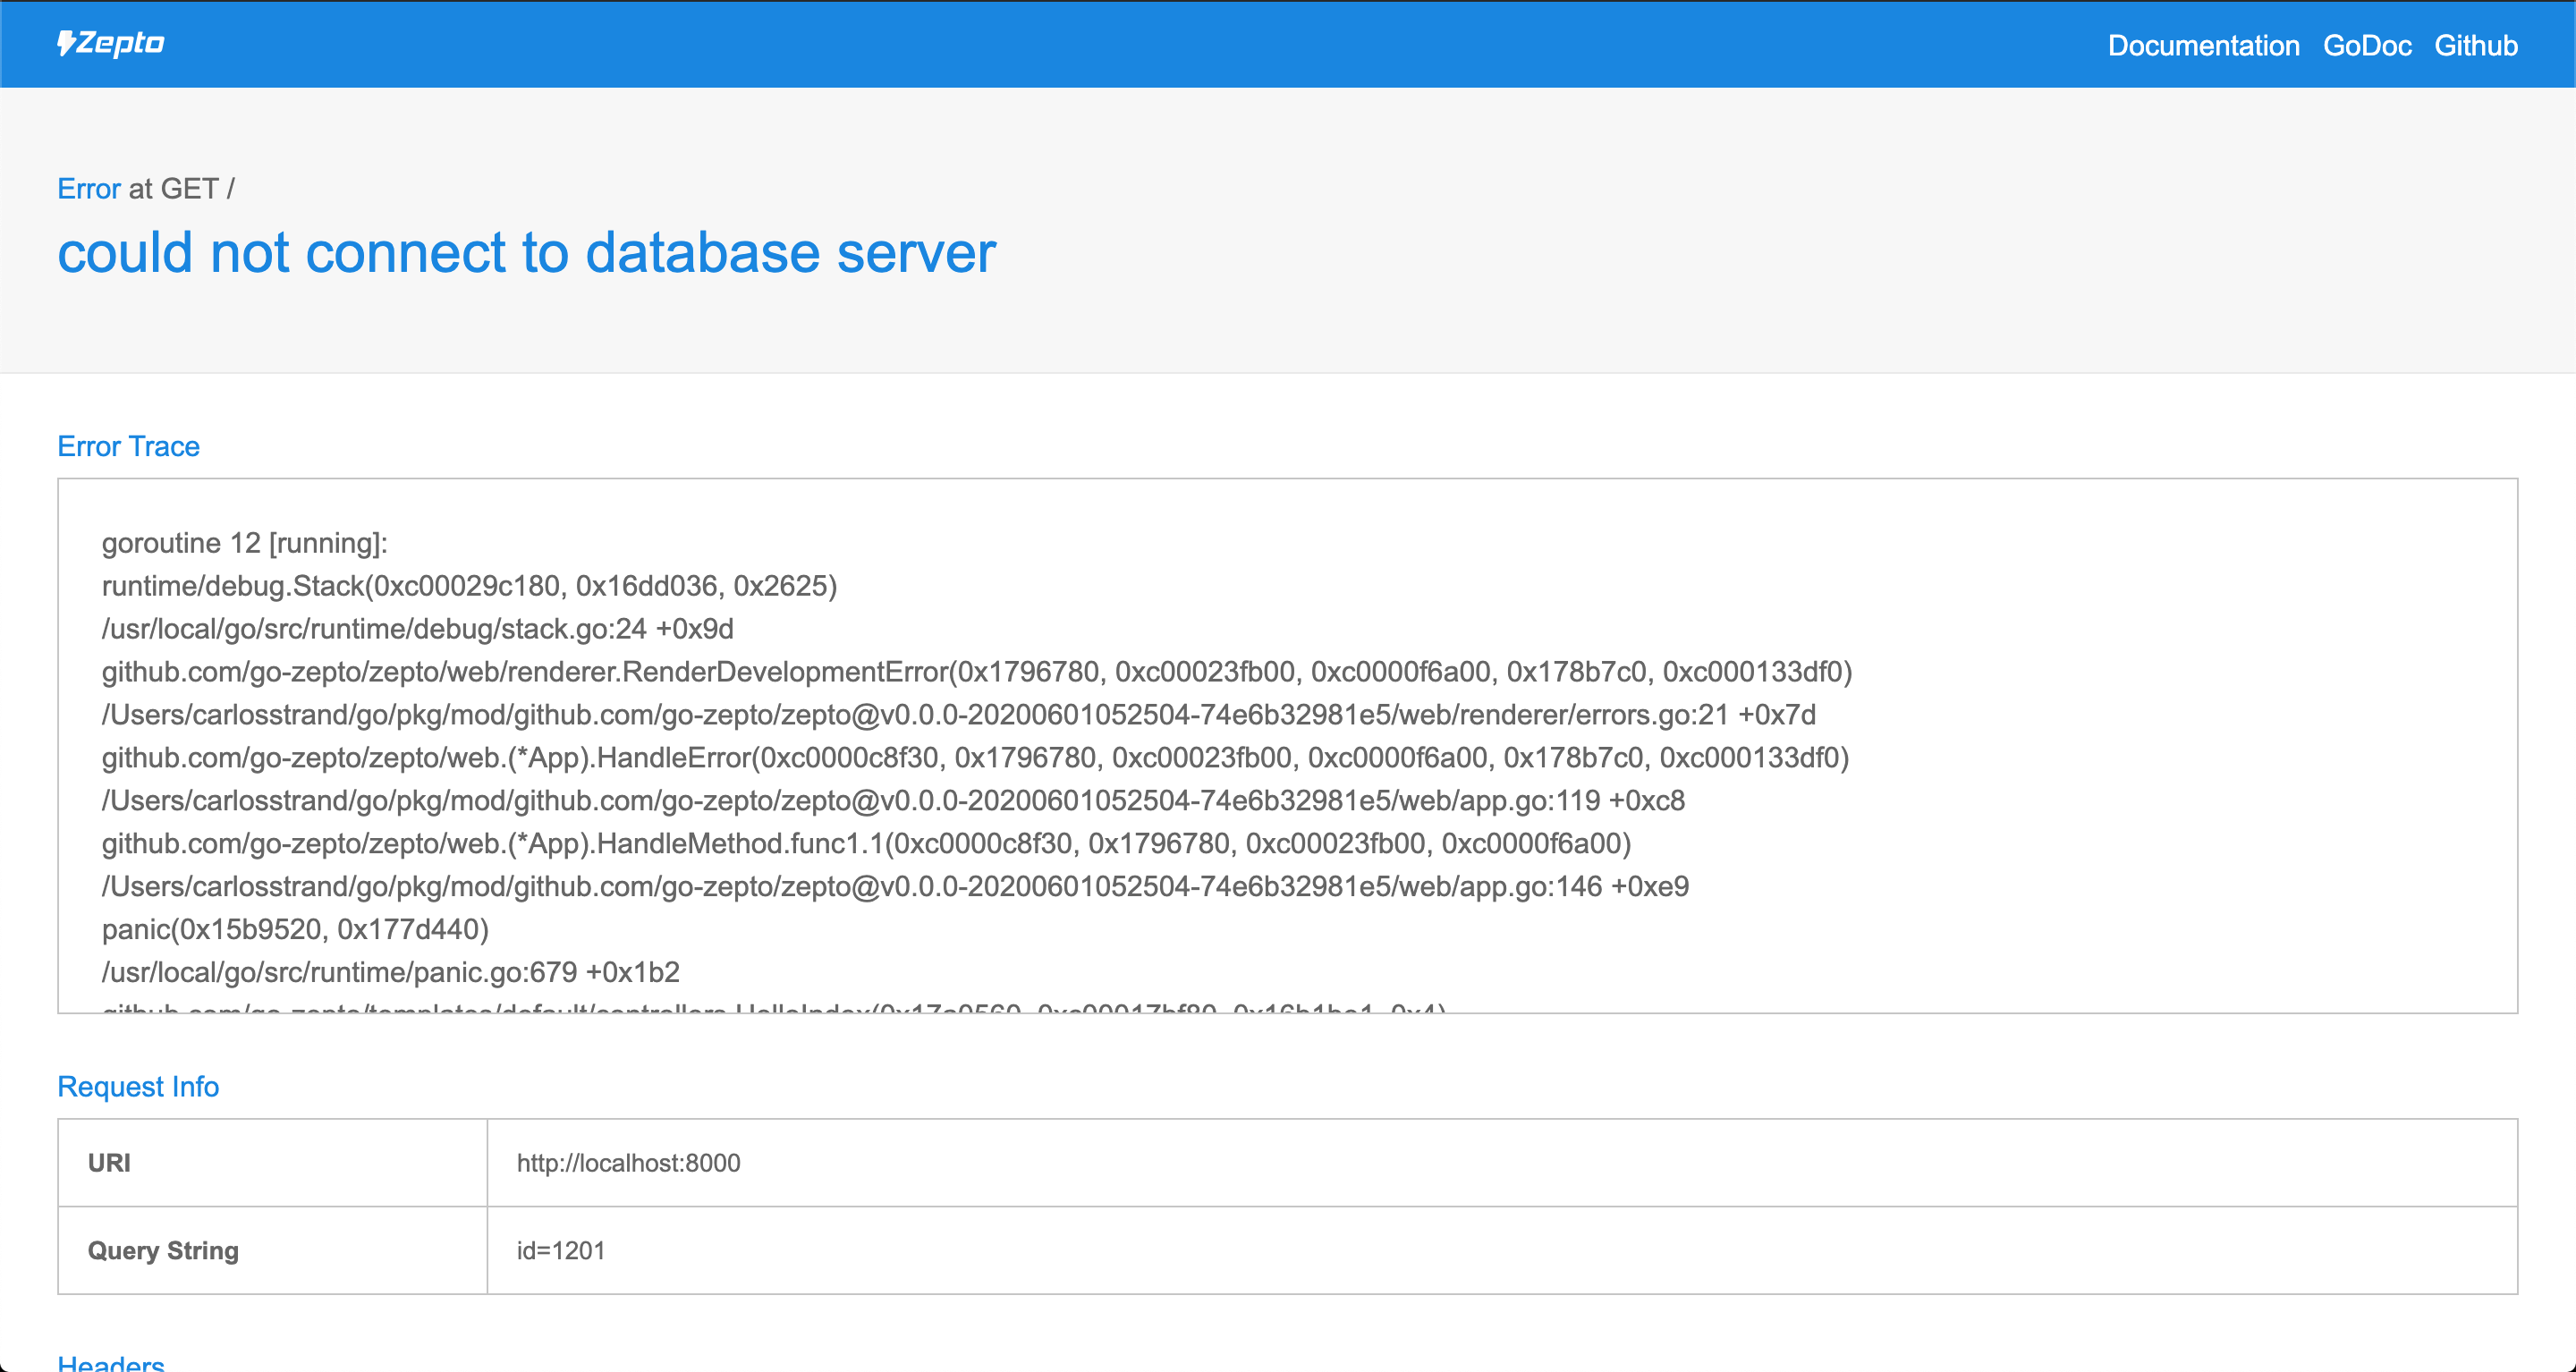 Zepto
Documentation GoDoc Github
Error at GET /
could not connect to database server
Error Trace
goroutine 12 [running]:
runtime/debug.Stack(0xc00029c180, 0x16dd036, 0x2625)
/usr/local/go/src/runtime/debug/stack.go:24 +0x9d
github.com/go-zepto/zepto/web/renderer.RenderDevelopmentError(0x1796780, 0xc00023fb00, 0xc0000f6a00, 0x178b7c0, 0xc000133df0)
/Users/carlosstrand/go/pkg/mod/github.com/go-zepto/zepto@v0.0.0-20200601052504-74e6b32981e5/web/renderer/errors.go:21 +0x7d
github.com/go-zepto/zepto/web.(*App).HandleError(0xc0000c8f30, 0x1796780, 0xc00023fb00, 0xc0000f6a00, 0x178b7c0, 0xc000133df0)
/Users/carlosstrand/go/pkg/mod/github.com/go-zepto/zepto@v0.0.0-20200601052504-74e6b32981e5/web/app.go:119 +0xc8
github.com/go-zepto/zepto/web.(*App).HandleMethod.func1.1(0xc0000c8f30, 0x1796780, 0xc00023fb00, 0xc0000f6a00)
/Users/carlosstrand/go/pkg/mod/github.com/go-zepto/zepto@v0.0.0-20200601052504-74e6b32981e5/web/app.go:146 +0xe9
panic(0x15b9520, 0x177d440)
/usr/local/go/src/runtime/panic.go:679 +0x1b2
Request Info
URI http://localhost:8000
Query String id=1201
Headers